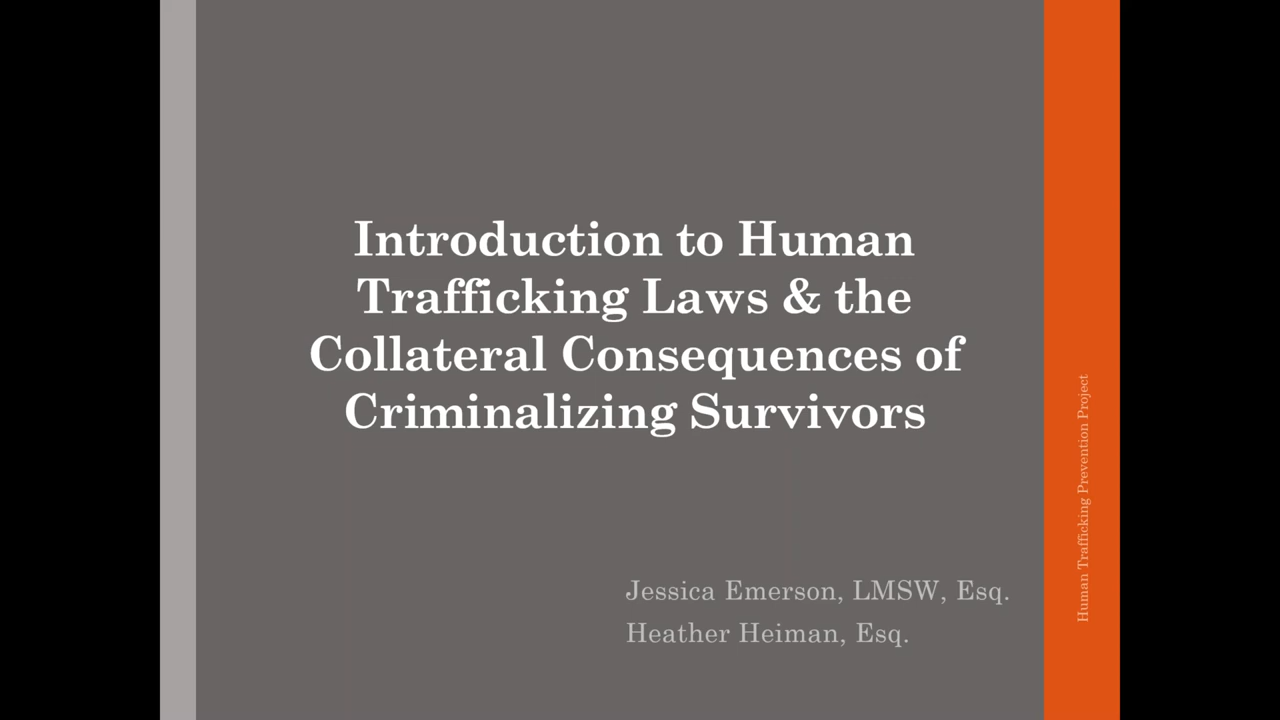 Introduction to Human
Trafficking Laws & the
Collateral Consequences of
Criminalizing Survivors
Jessica Emerson, LMSW, Esq.
Heather Heiman, Esq.
Human Trafficking Prevention Project